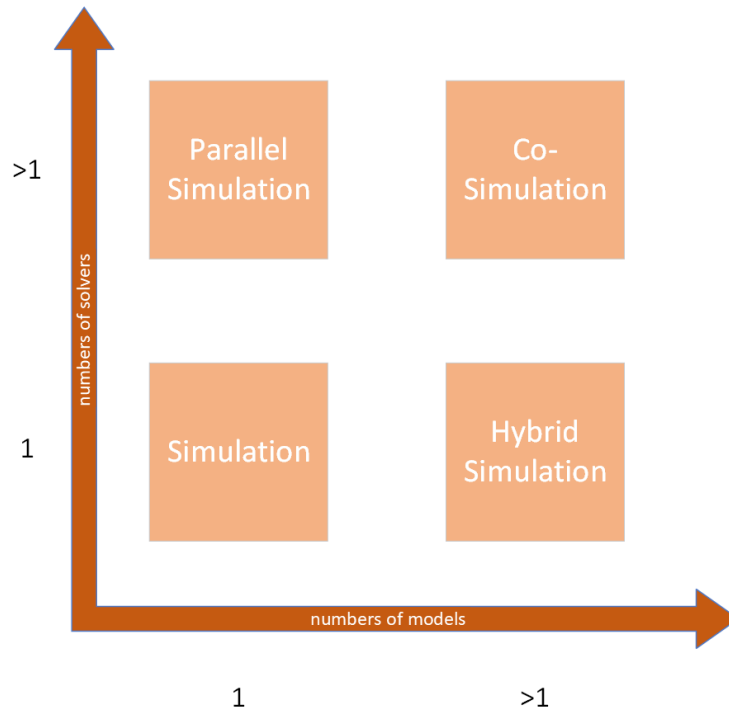 >1
Parallel
Simulation
Co-
Simulation
numbers of solvers
1
Simulation
Hybrid
Simulation
numbers of models
1
>1